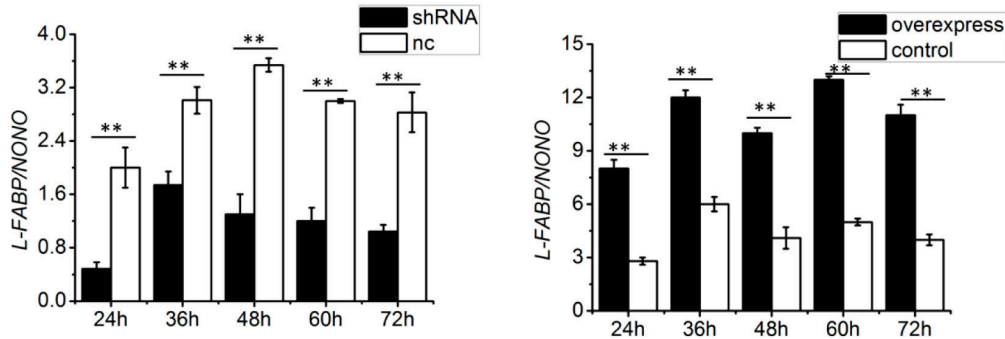 shRNA
nc
4.0
3.2
2.4
1.6
0.8
0.0
L-FABP/NONO
**
**
**
**
**
24h 36h 48h 60h 72h
overexpress
control
15
12
9
6
3
0
L-FABP/NONO
**
**
**
**
**
24h 36h 48h 60h 72h